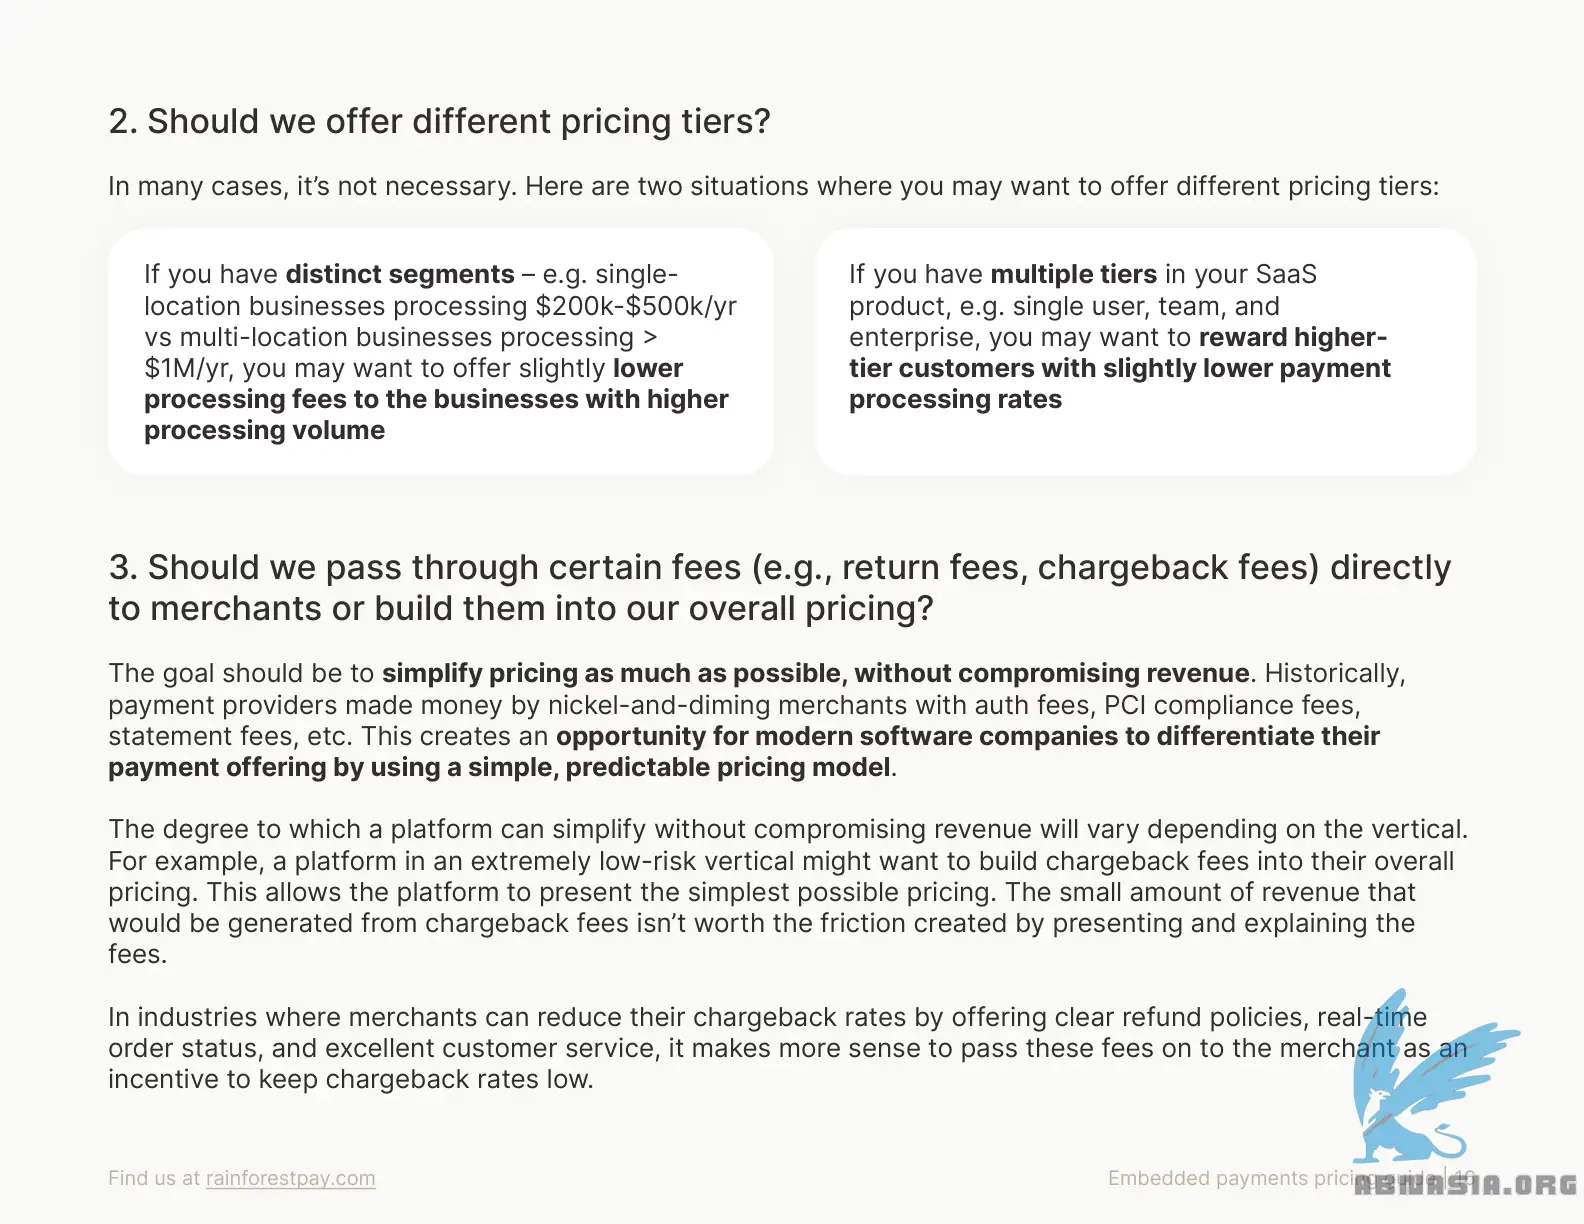 2. Should we offer different pricing tiers?
In many cases, it’s not necessary. Here are two situations where you may want to offer different pricing tiers:
If you have distinct segments – e.g. single-
location businesses processing $200k-$500k/yr
vs multi-location businesses processing >
$1M/yr, you may want to offer slightly lower
processing fees to the businesses with higher
processing volume
If you have multiple tiers in your SaaS
product, e.g. single user, team, and
enterprise, you may want to reward higher-
tier customers with slightly lower payment
processing rates
3. Should we pass through certain fees (e.g., return fees, chargeback fees) directly
to merchants or build them into our overall pricing?
The goal should be to simplify pricing as much as possible, without compromising revenue. Historically,
payment providers made money by nickel-and-diming merchants with auth fees, PCI compliance fees,
statement fees, etc. This creates an opportunity for modern software companies to differentiate their
payment offering by using a simple, predictable pricing model.
The degree to which a platform can simplify without compromising revenue will vary depending on the vertical.
For example, a platform in an extremely low-risk vertical might want to build chargeback fees into their overall
pricing. This allows the platform to present the simplest possible pricing. The small amount of revenue that
would be generated from chargeback fees isn’t worth the friction created by presenting and explaining the
fees.
In industries where merchants can reduce their chargeback rates by offering clear refund policies, real-time
order status, and excellent customer service, it makes more sense to pass these fees on to the merchant as an
incentive to keep chargeback rates low.
Find us at rainforestpay.com
Embedded payments pricing guide |
ABWASIA.ORG